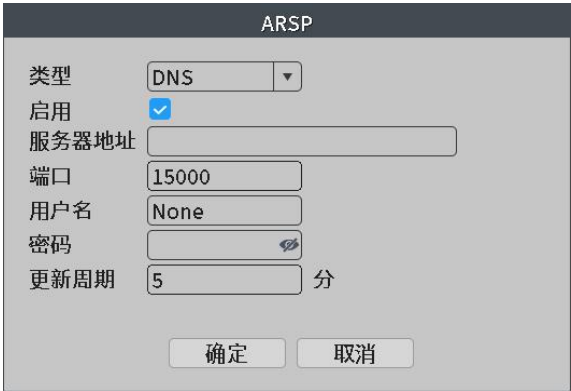 ARSP
类型 DNS
启用
服务器地址
端口 15000
用户名 None
密码
更新周期 5 分
确定 取消